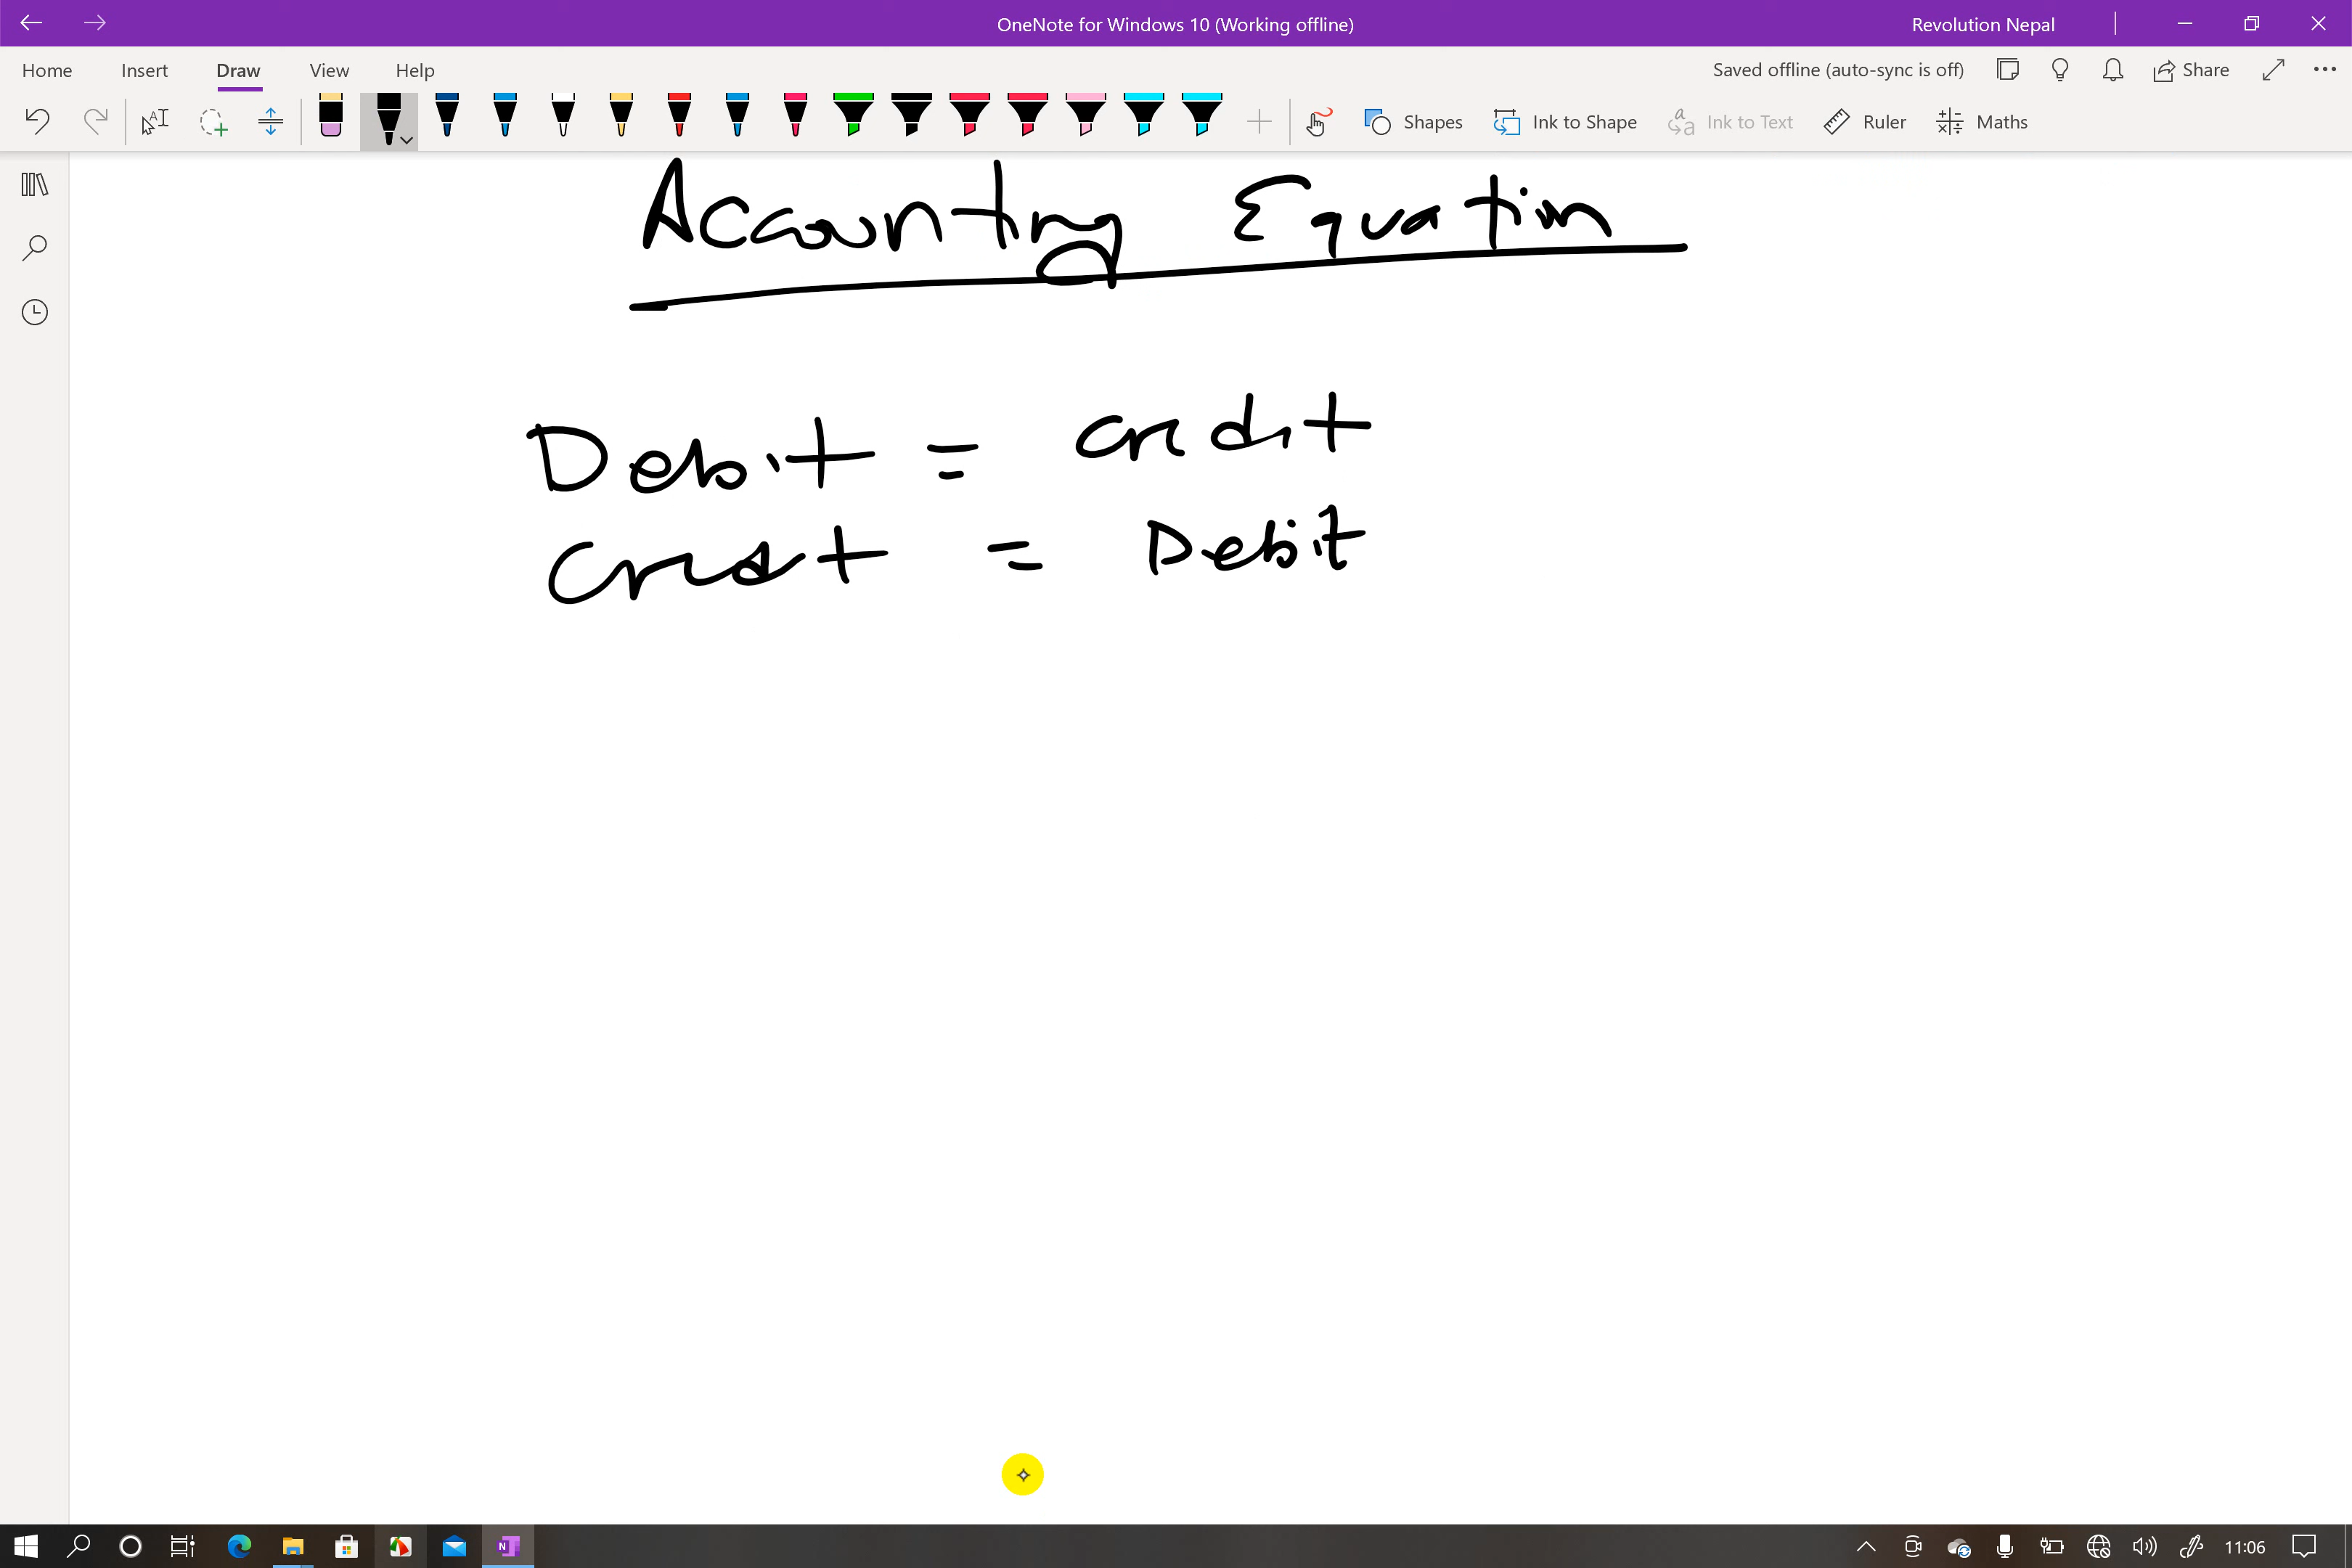 OneNote for Windows 10 (Working offline)
Revolution Nepal
Home Insert Draw View Help
Saved offline (auto-sync is off) Share
Shapes Ink to Shape Ink to Text Ruler Maths
Accounting Equation
Debit = credit
Credit = Debit
11:06